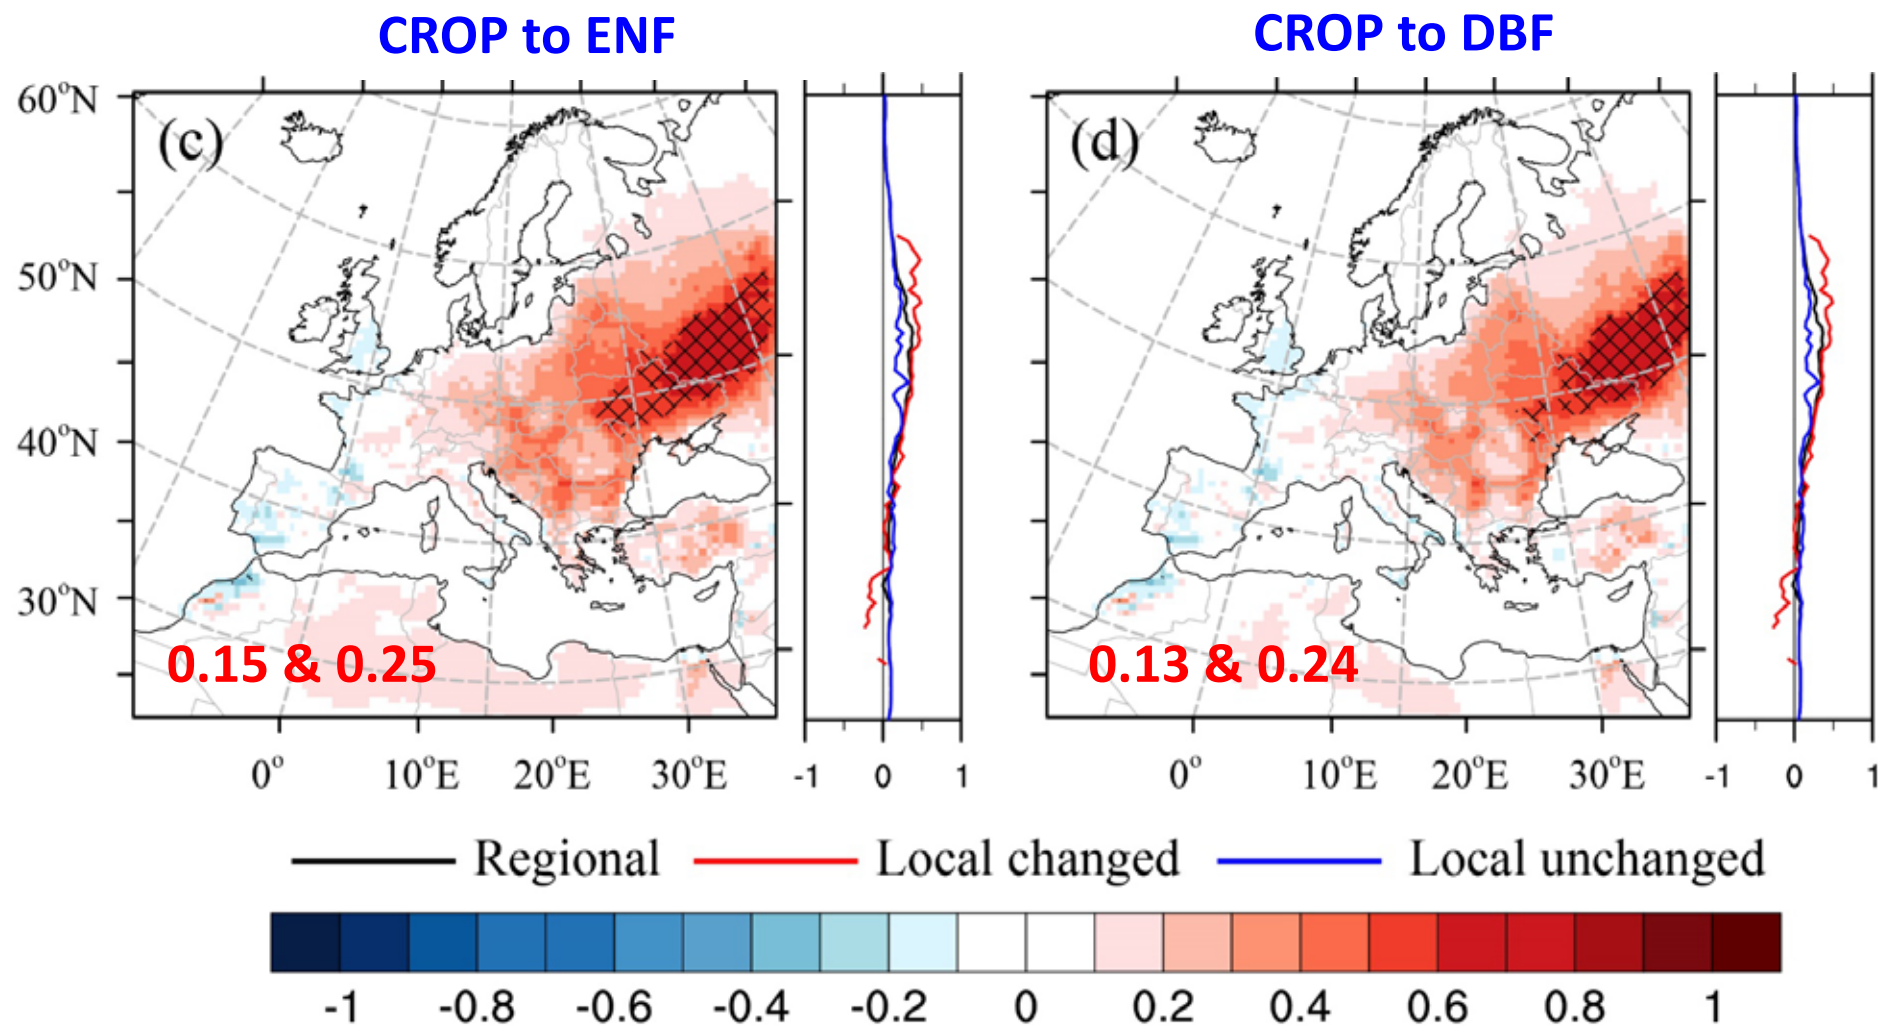 CROP to ENF
CROP to DBF
(c)
(d)
60°N
50°N
40°N
30°N
0.15 & 0.25
0.13 & 0.24
0° 10°E 20°E 30°E
-1 0 1
0° 10°E 20°E 30°E
-1 0 1
Regional
Local changed
Local unchanged
-1 -0.8 -0.6 -0.4 -0.2 0 0.2 0.4 0.6 0.8 1